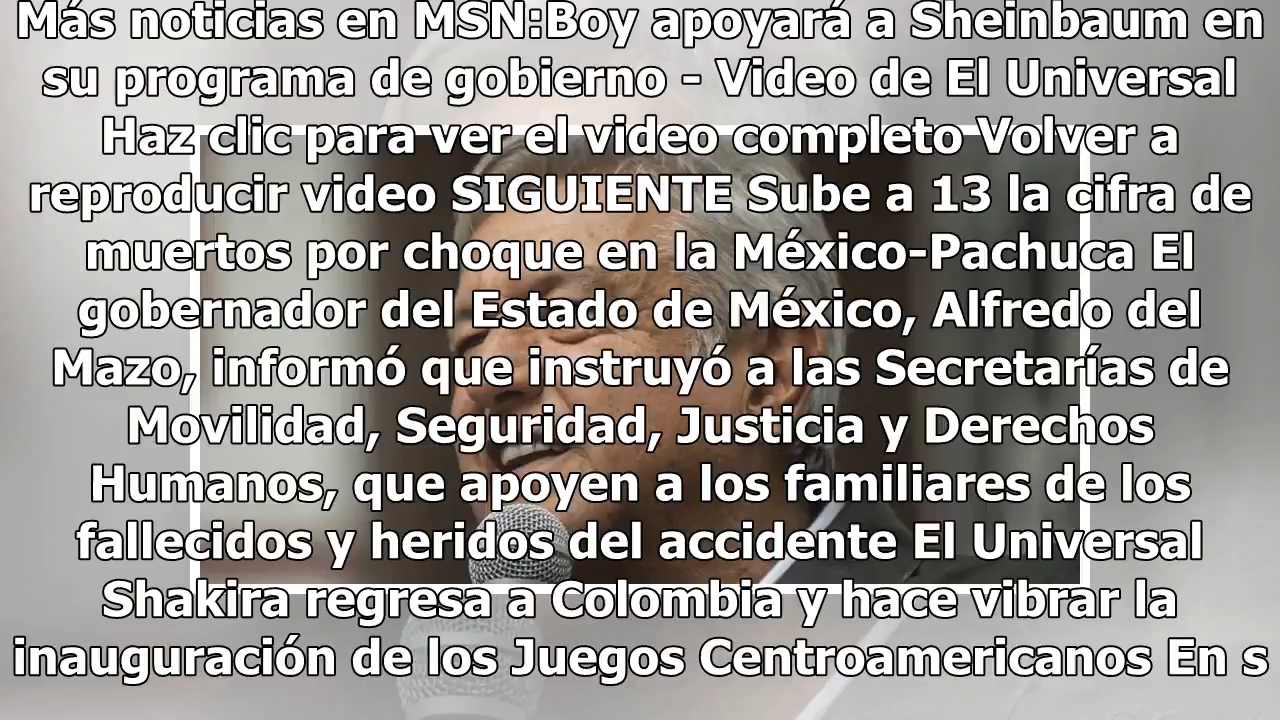 Más noticias en MSN:Boy apoyará a Sheinbaum en
su programa de gobierno - Video de El Universal
Haz clic para ver el video completo Volver a
reproducir video SIGUIENTE Sube a 13 la cifra de
muertos por choque en la México-Pachuca El
gobernador del Estado de México, Alfredo del
Mazo, informó que instruyó a las Secretarías de
Movilidad, Seguridad, Justicia y Derechos
Humanos, que apoyen a los familiares de los
fallecidos y heridos del accidente El Universal
Shakira regresa a Colombia y hace vibrar la
inauguración de los Juegos Centroamericanos En s